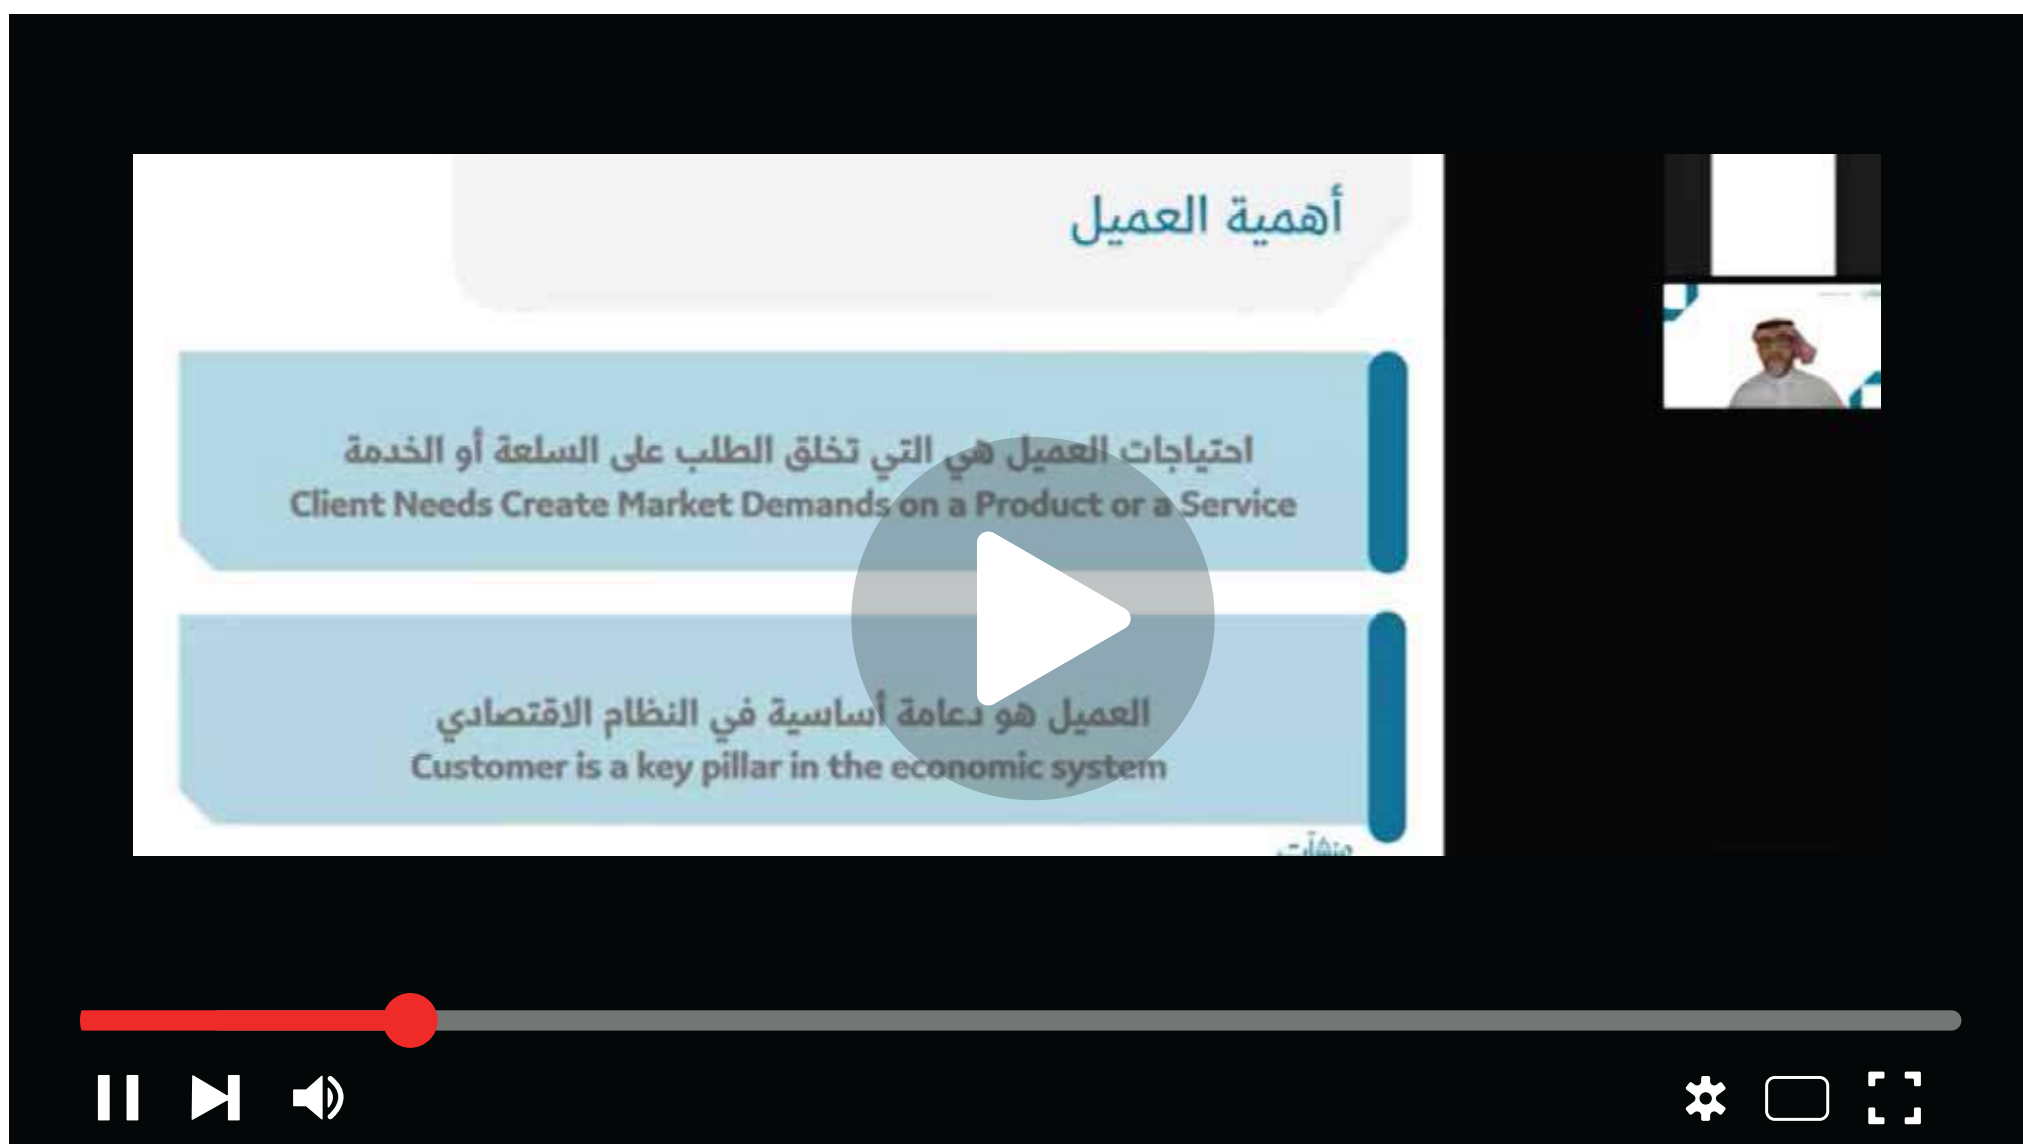 أهمية العميل
احتياجات العميل هي التي تخلق الطلب على السلعة أو الخدمة
Client Needs Create Market Demands on a Product or a Service
العميل هو دعامة أساسية في النظام الاقتصادي
Customer is a key pillar in the economic system
منشآت